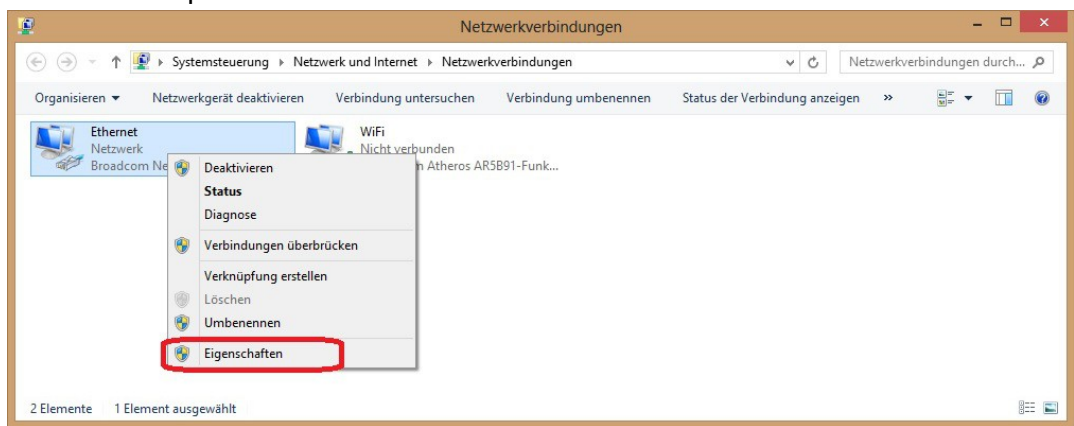 Netzwerkverbindungen
Systemsteuerung ▸ Netzwerk und Internet ▸ Netzwerkverbindungen
Netzwerkverbindungen durch...
Organisieren Netzwerkgerät deaktivieren Verbindung untersuchen Verbindung umbenennen Status der Verbindung anzeigen »
Ethernet
Netzwerk
Broadcom Ne
WiFi
Nicht verbunden
h Atheros AR5B91-Funk...
Deaktivieren
Status
Diagnose
Verbindungen überbrücken
Verknüpfung erstellen
Löschen
Umbenennen
Eigenschaften
2 Elemente 1 Element ausgewählt